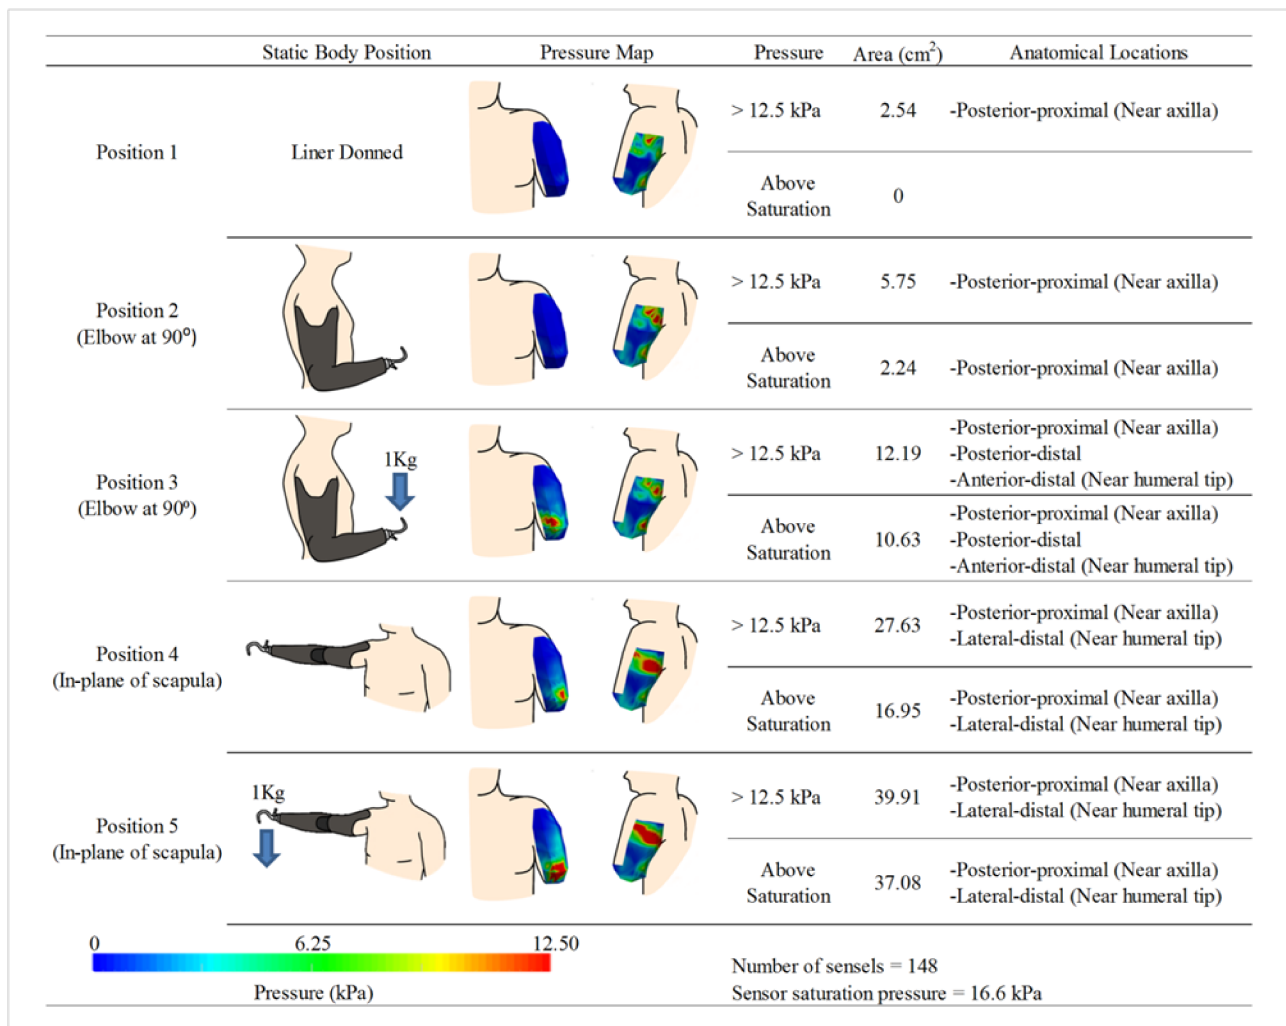 Static Body Position Pressure Map Pressure Area (cm²) Anatomical Locations
Position 1
Liner Donned
> 12.5 kPa 2.54 -Posterior-proximal (Near axilla)
Above
Saturation
0
Position 2
(Elbow at 90°)
> 12.5 kPa 5.75 -Posterior-proximal (Near axilla)
Above
Saturation
2.24 -Posterior-proximal (Near axilla)
Position 3
(Elbow at 90º)
1Kg
> 12.5 kPa 12.19
-Posterior-proximal (Near axilla)
-Posterior-distal
-Anterior-distal (Near humeral tip)
Above
Saturation
10.63
-Posterior-proximal (Near axilla)
-Posterior-distal
-Anterior-distal (Near humeral tip)
Position 4
(In-plane of scapula)
> 12.5 kPa 27.63
-Posterior-proximal (Near axilla)
-Lateral-distal (Near humeral tip)
Above
Saturation
16.95
-Posterior-proximal (Near axilla)
-Lateral-distal (Near humeral tip)
Position 5
(In-plane of scapula)
1Kg
> 12.5 kPa 39.91
-Posterior-proximal (Near axilla)
-Lateral-distal (Near humeral tip)
Above
Saturation
37.08
-Posterior-proximal (Near axilla)
-Lateral-distal (Near humeral tip)
0 6.25 12.50
Pressure (kPa)
Number of sensels = 148
Sensor saturation pressure = 16.6 kPa